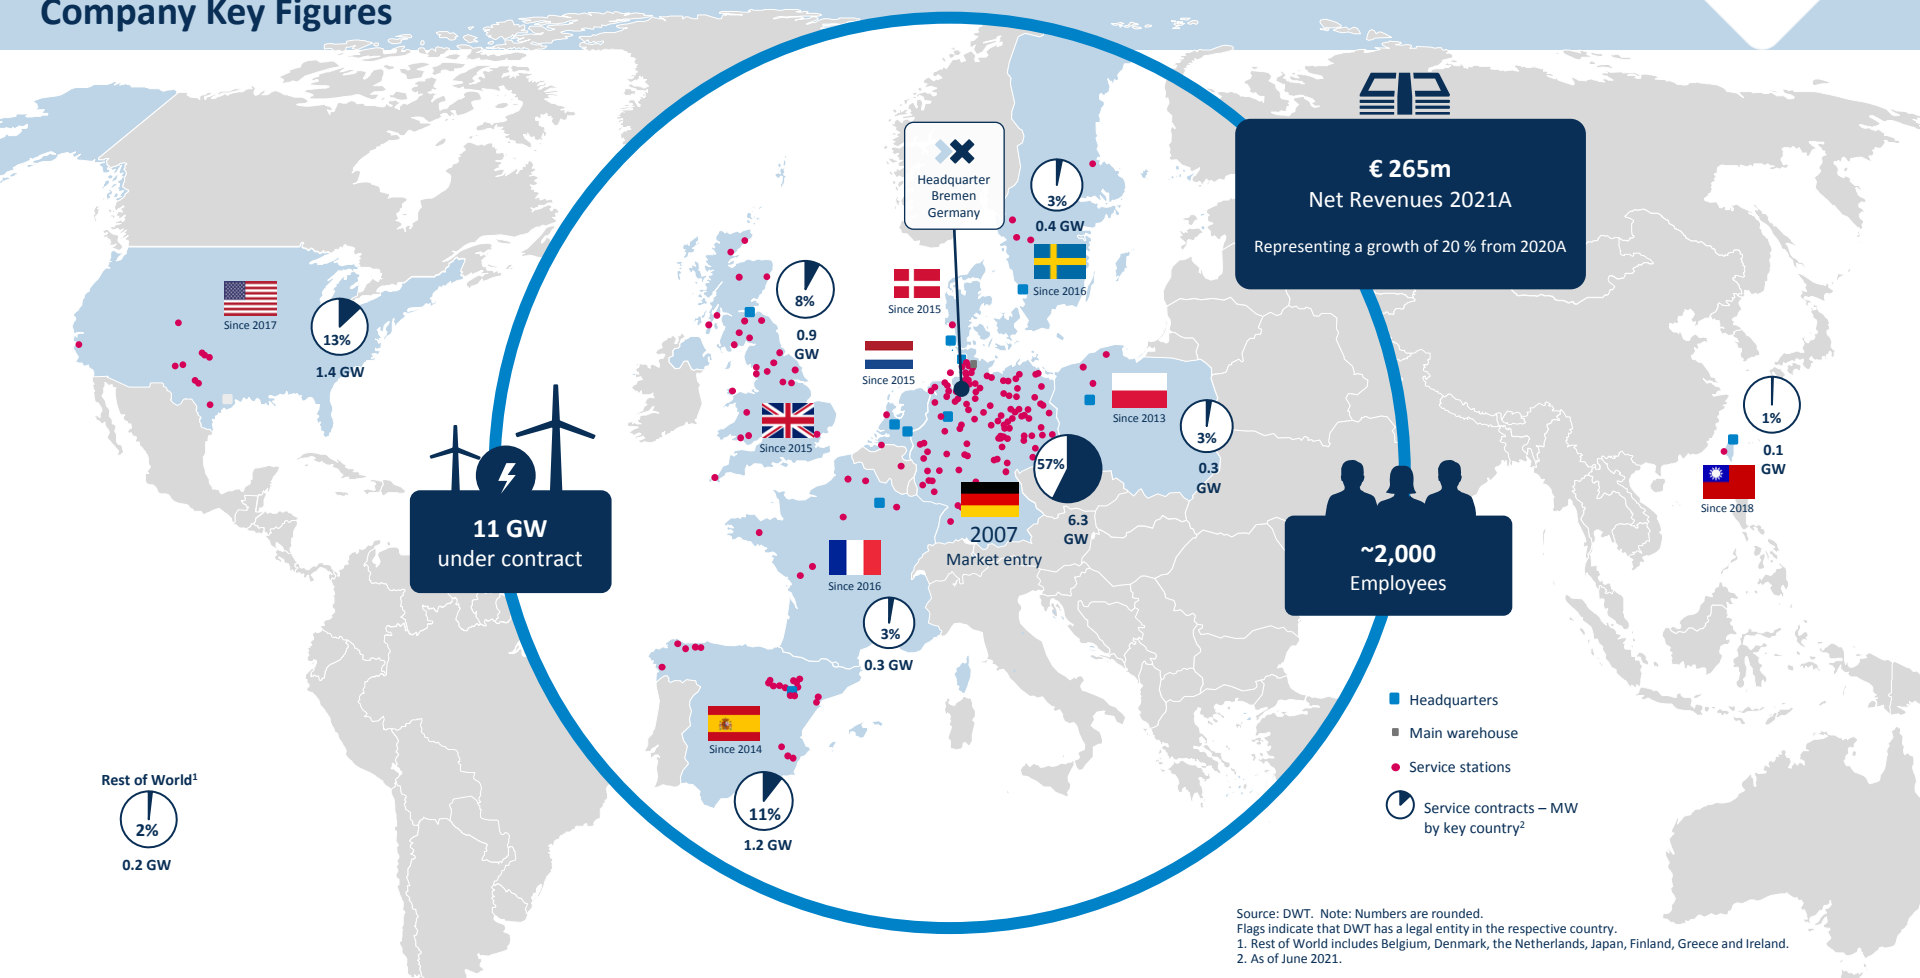 Company Key Figures
€ 265m
Net Revenues 2021A
Representing a growth of 20 % from 2020A
Headquarter
Bremen
Germany
3%
0.4 GW
Since 2016
Since 2015
8%
0.9
GW
Since 2017
13%
1.4 GW
Since 2015
Since 2013
3%
0.3
GW
1%
0.1
GW
Since 2018
Since 2015
57%
6.3
GW
2007
Market entry
11 GW
under contract
~2,000
Employees
Since 2016
3%
0.3 GW
Since 2014
11%
1.2 GW
Rest of World1
2%
0.2 GW
Headquarters
Main warehouse
Service stations
Service contracts – MW
by key country2
Source: DWT.  Note: Numbers are rounded.
Flags indicate that DWT has a legal entity in the respective country.
1. Rest of World includes Belgium, Denmark, the Netherlands, Japan, Finland, Greece and Ireland.
2. As of June 2021.